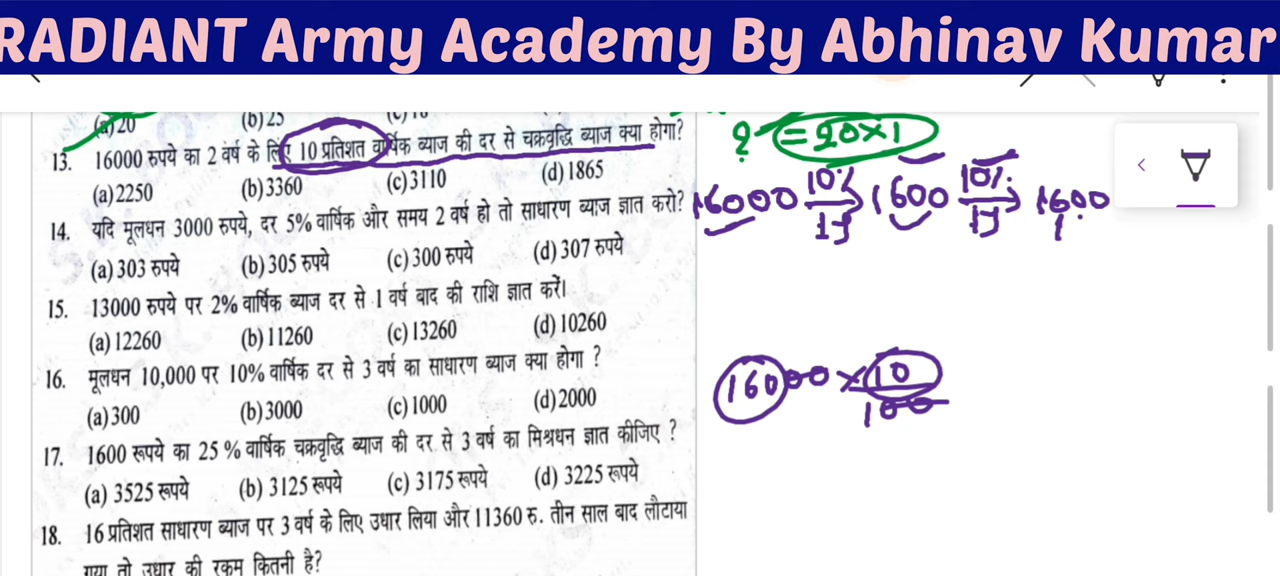 RADIANT Army Academy By Abhinav Kumar
(a) 20 (b) 25
13. 16000 रुपये का 2 वर्ष के लिए 10 प्रतिशत वार्षिक ब्याज की दर से चक्रवृद्धि ब्याज क्या होगा?
(a) 2250 (b) 3360 (c) 3110 (d) 1865
14. यदि मूलधन 3000 रुपये, दर 5% वार्षिक और समय 2 वर्ष हो तो साधारण ब्याज ज्ञात करो?
(a) 303 रुपये (b) 305 रुपये (c) 300 रुपये (d) 307 रुपये
15. 13000 रुपये पर 2% वार्षिक ब्याज दर से 1 वर्ष बाद की राशि ज्ञात करें।
(a) 12260 (b) 11260 (c) 13260 (d) 10260
16. मूलधन 10,000 पर 10% वार्षिक दर से 3 वर्ष का साधारण ब्याज क्या होगा ?
(a) 300 (b) 3000 (c) 1000 (d) 2000
17. 1600 रूपये का 25 % वार्षिक चक्रवृद्धि ब्याज की दर से 3 वर्ष का मिश्रधन ज्ञात कीजिए ?
(a) 3525 रूपये (b) 3125 रूपये (c) 3175 रूपये (d) 3225 रूपये
18. 16 प्रतिशत साधारण ब्याज पर 3 वर्ष के लिए उधार लिया और 11360 रु. तीन साल बाद लौटाया
गया तो उधार की रकम कितनी है?
? = 20×1
16000 10% 1600 10% 1600
1y 1y
16000 × 10
100